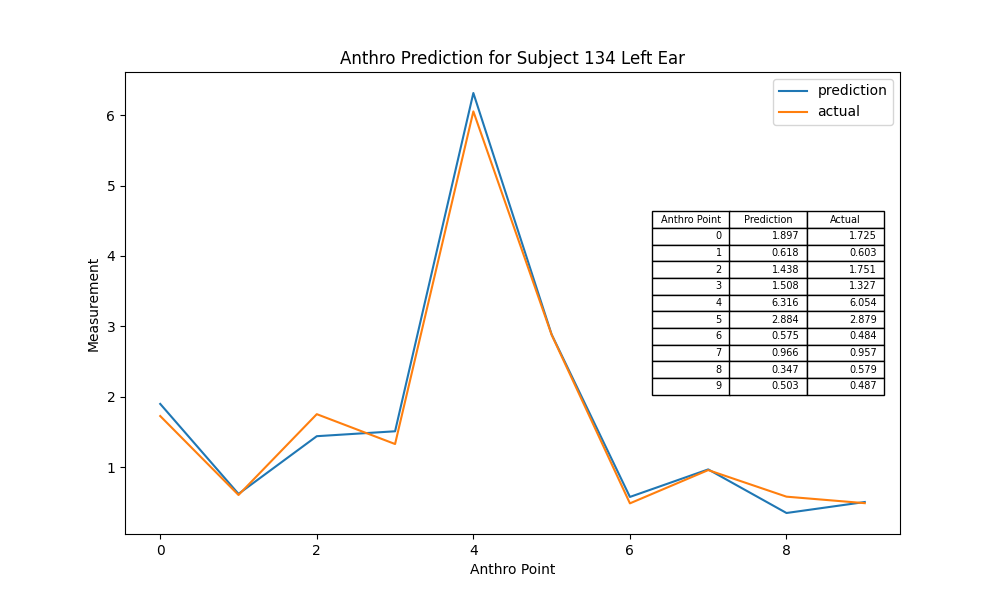 Anthro Prediction for Subject 134 Left Ear
prediction
actual
6
5
4
3
2
1
Measurement
Anthro Point Prediction Actual
0 1.897 1.725
1 0.618 0.603
2 1.438 1.751
3 1.508 1.327
4 6.316 6.054
5 2.884 2.879
6 0.575 0.484
7 0.966 0.957
8 0.347 0.579
9 0.503 0.487
0 2 4 6 8
Anthro Point